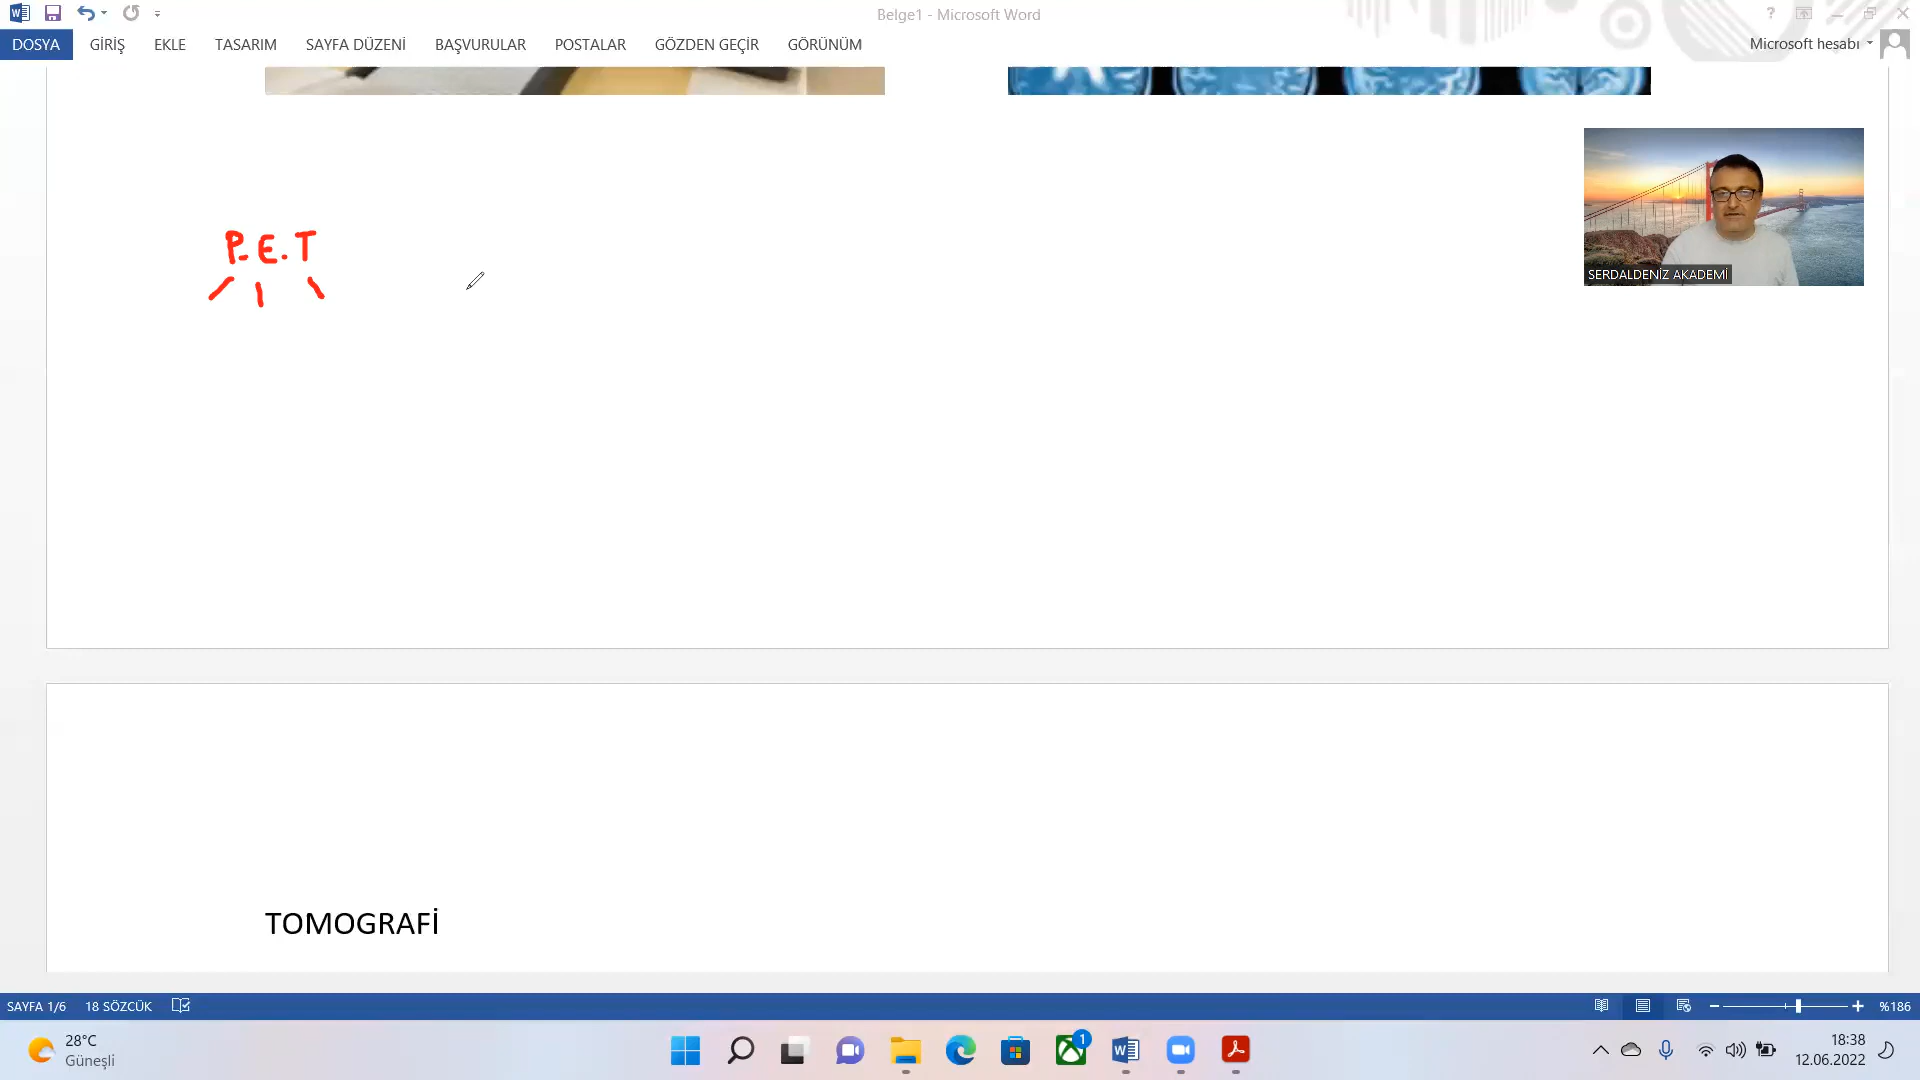 Belge1 - Microsoft Word
DOSYA GİRİŞ EKLE TASARIM SAYFA DÜZENİ BAŞVURULAR POSTALAR GÖZDEN GEÇİR GÖRÜNÜM Microsoft hesabı
P.E.T
SERDALDENİZ AKADEMİ
TOMOGRAFİ
SAYFA 1/6 18 SÖZCÜK %186
28°C
Güneşli
1
18:38
12.06.2022